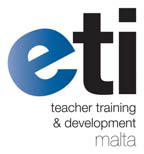 eti
teacher training
& development
malta